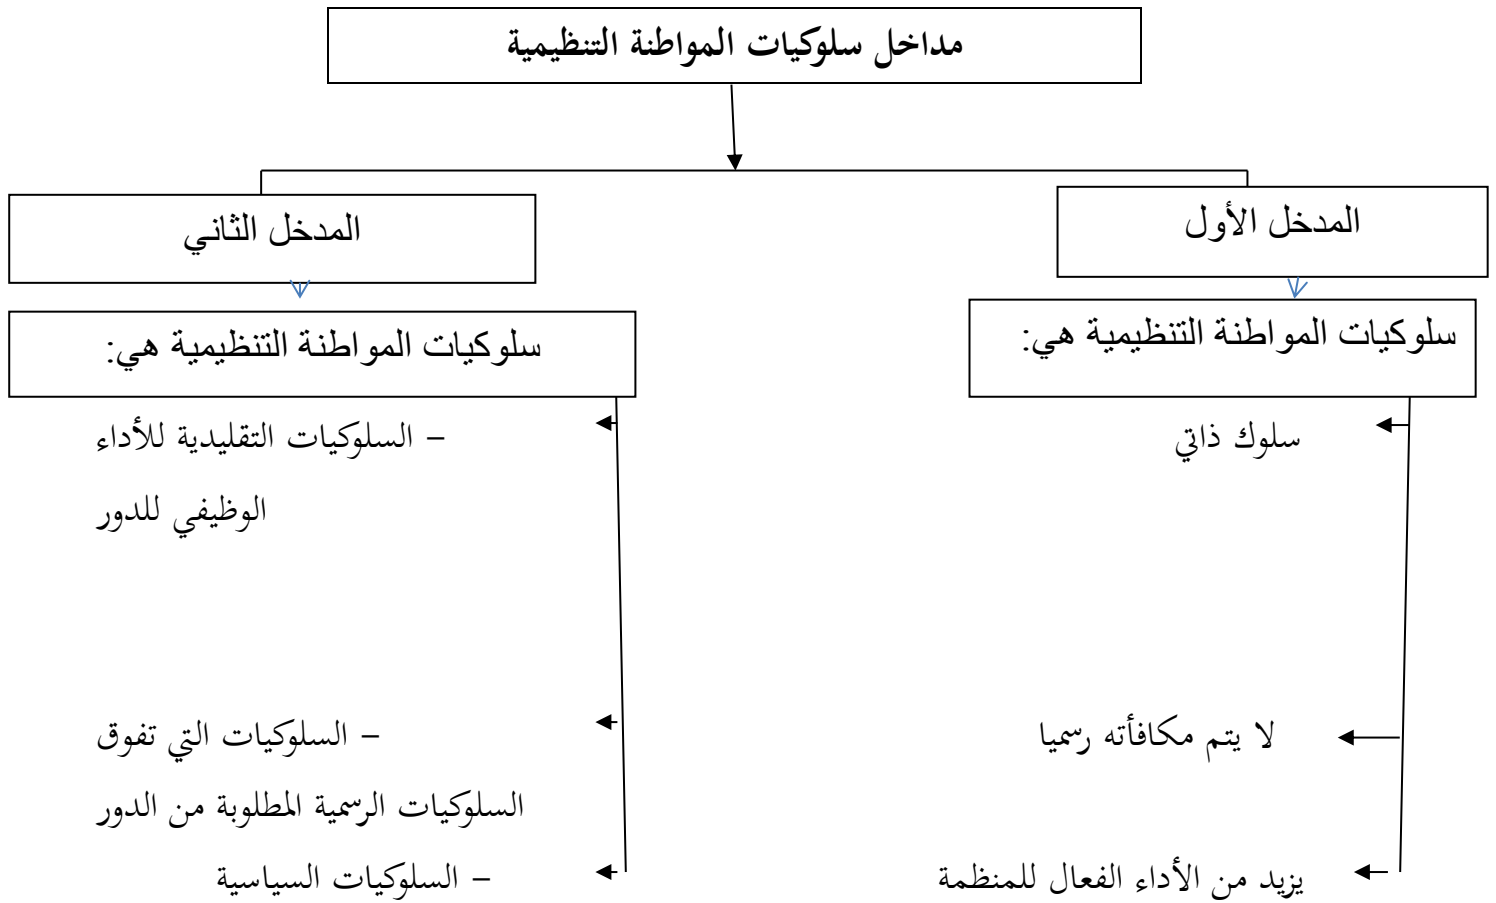 مداخل سلوكيات المواطنة التنظيمية
المدخل الأول
سلوكيات المواطنة التنظيمية هي:
سلوك ذاتي
لا يتم مكافأته رسميا
يزيد من الأداء الفعال للمنظمة
المدخل الثاني
سلوكيات المواطنة التنظيمية هي:
– السلوكيات التقليدية للأداء
الوظيفي للدور
– السلوكيات التي تفوق
السلوكيات الرسمية المطلوبة من الدور
– السلوكيات السياسية